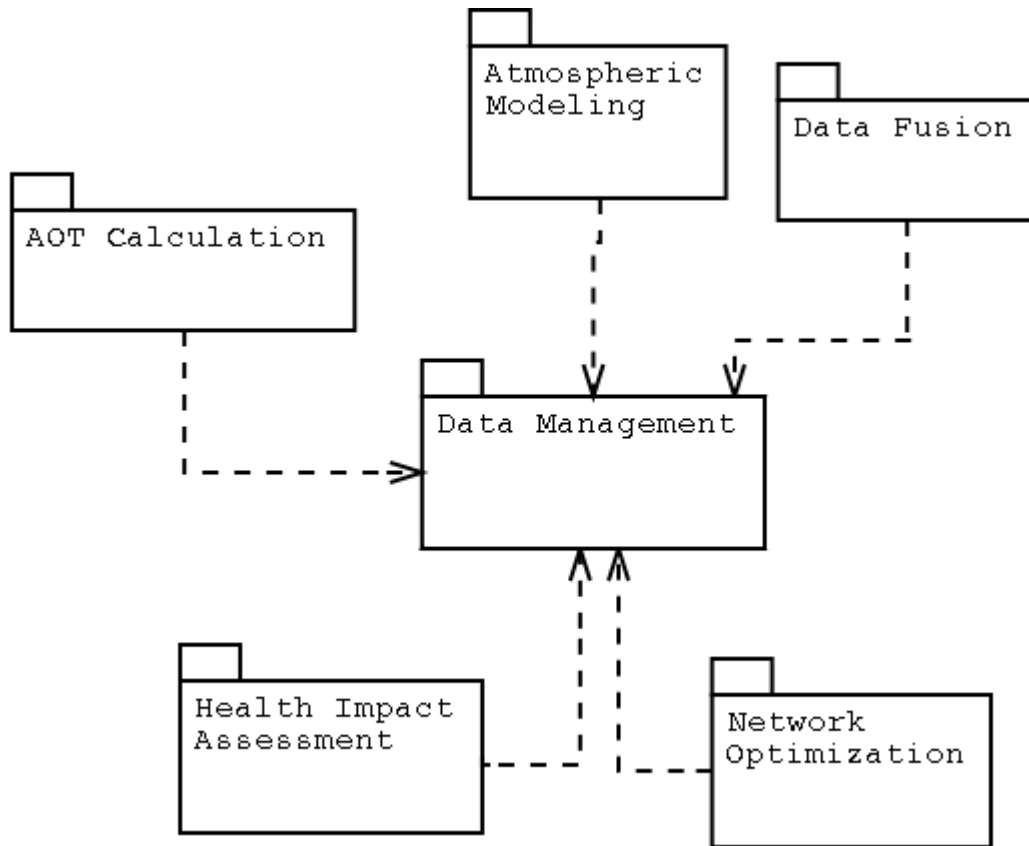 Atmospheric
Modeling
Data Fusion
AOT Calculation
Data Management
Health Impact
Assessment
Network
Optimization